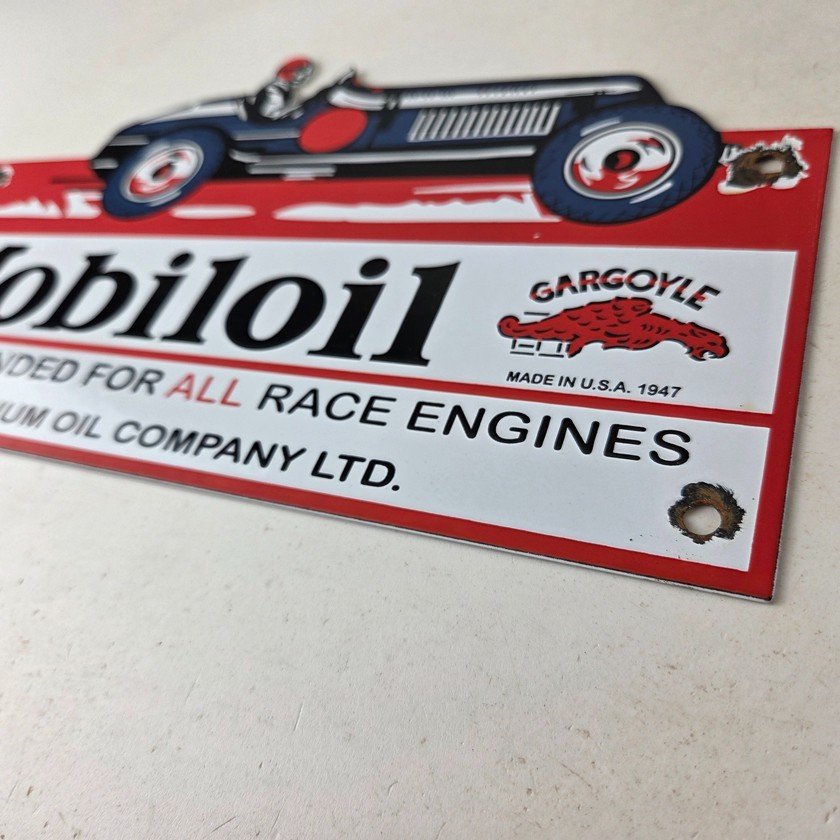 obiloil
GARGOYLE
MADE IN U.S.A. 1947
NDED FOR ALL RACE ENGINES
UM OIL COMPANY LTD.